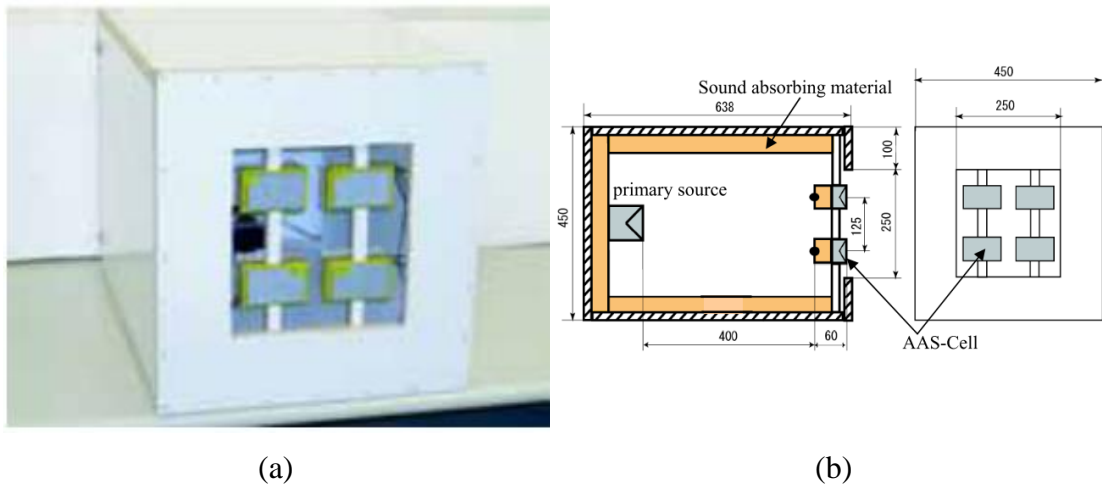 Sound absorbing material
638
450
250
primary source
450
100
125
250
400
60
AAS-Cell
(a)
(b)